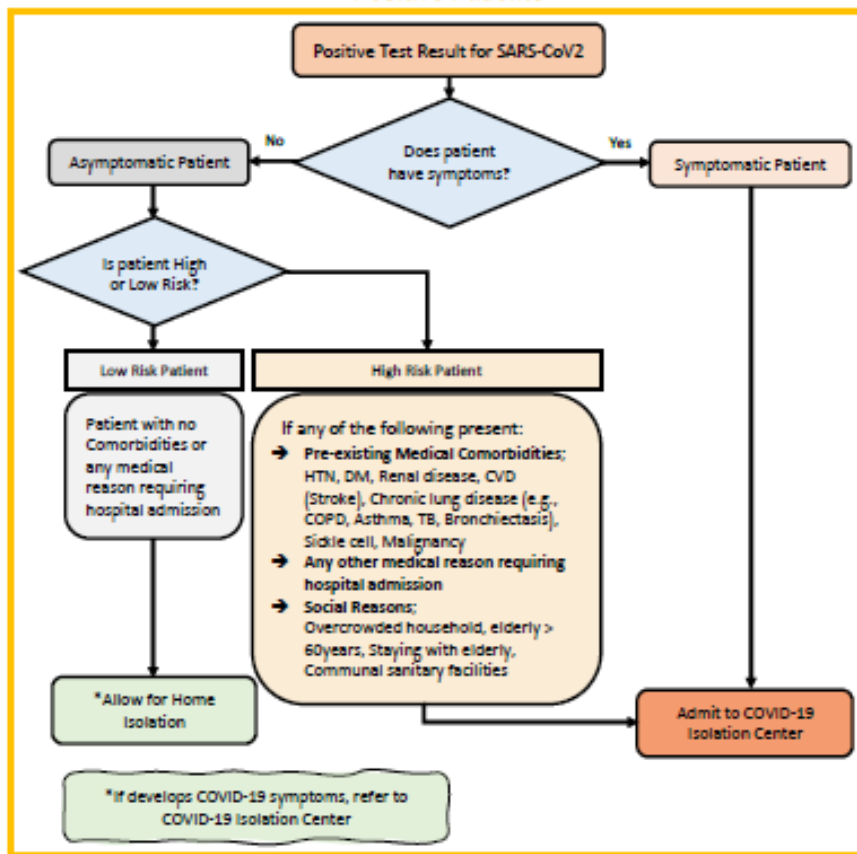 Positive Test Result for SARS-CoV2
Does patient
have symptoms?
No
Yes
Asymptomatic Patient
Symptomatic Patient
Is patient High
or Low Risk?
Low Risk Patient
High Risk Patient
Patient with no
Comorbidities or
any medical
reason requiring
hospital admission
If any of the following present:
➔ Pre-existing Medical Comorbidities;
HTN, DM, Renal disease, CVD
(Stroke), Chronic lung disease (e.g.,
COPD, Asthma, TB, Bronchiectasis),
Sickle cell, Malignancy
➔ Any other medical reason requiring
hospital admission
➔ Social Reasons;
Overcrowded household, elderly >
60years, Staying with elderly,
Communal sanitary facilities
*Allow for Home
Isolation
Admit to COVID-19
Isolation Center
*If develops COVID-19 symptoms, refer to
COVID-19 Isolation Center